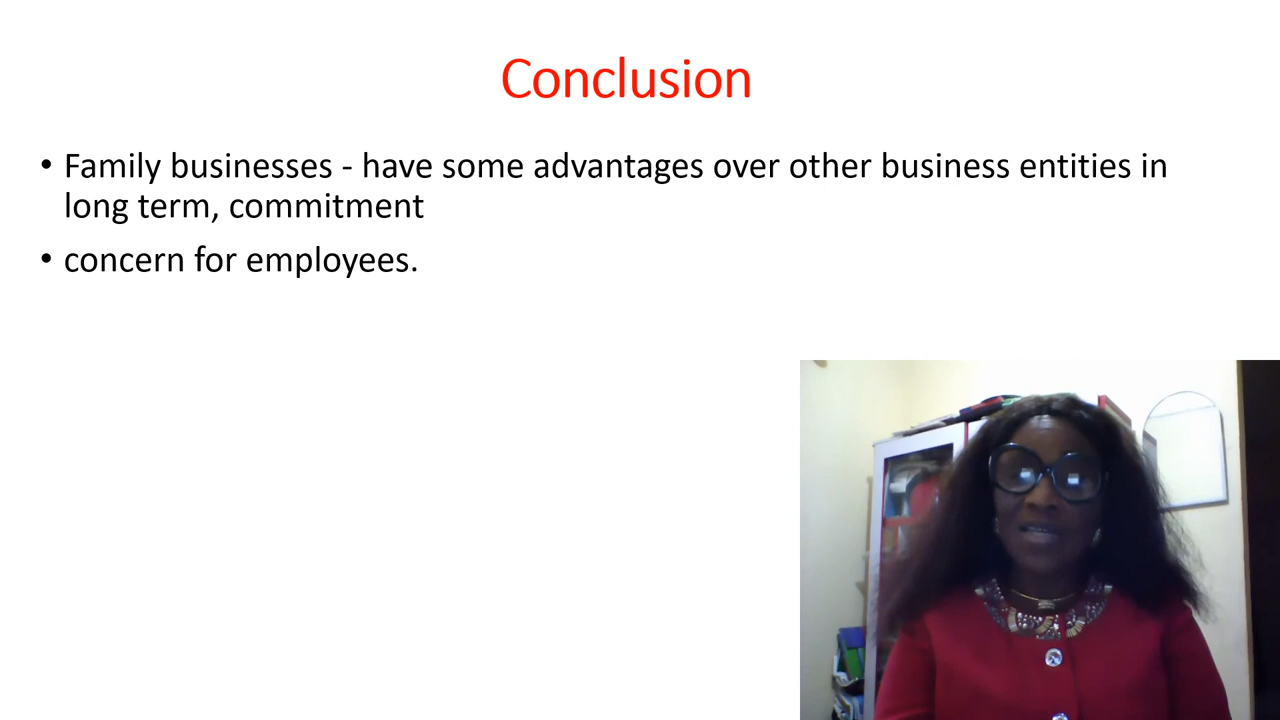 Conclusion
• Family businesses - have some advantages over other business entities in
long term, commitment
• concern for employees.